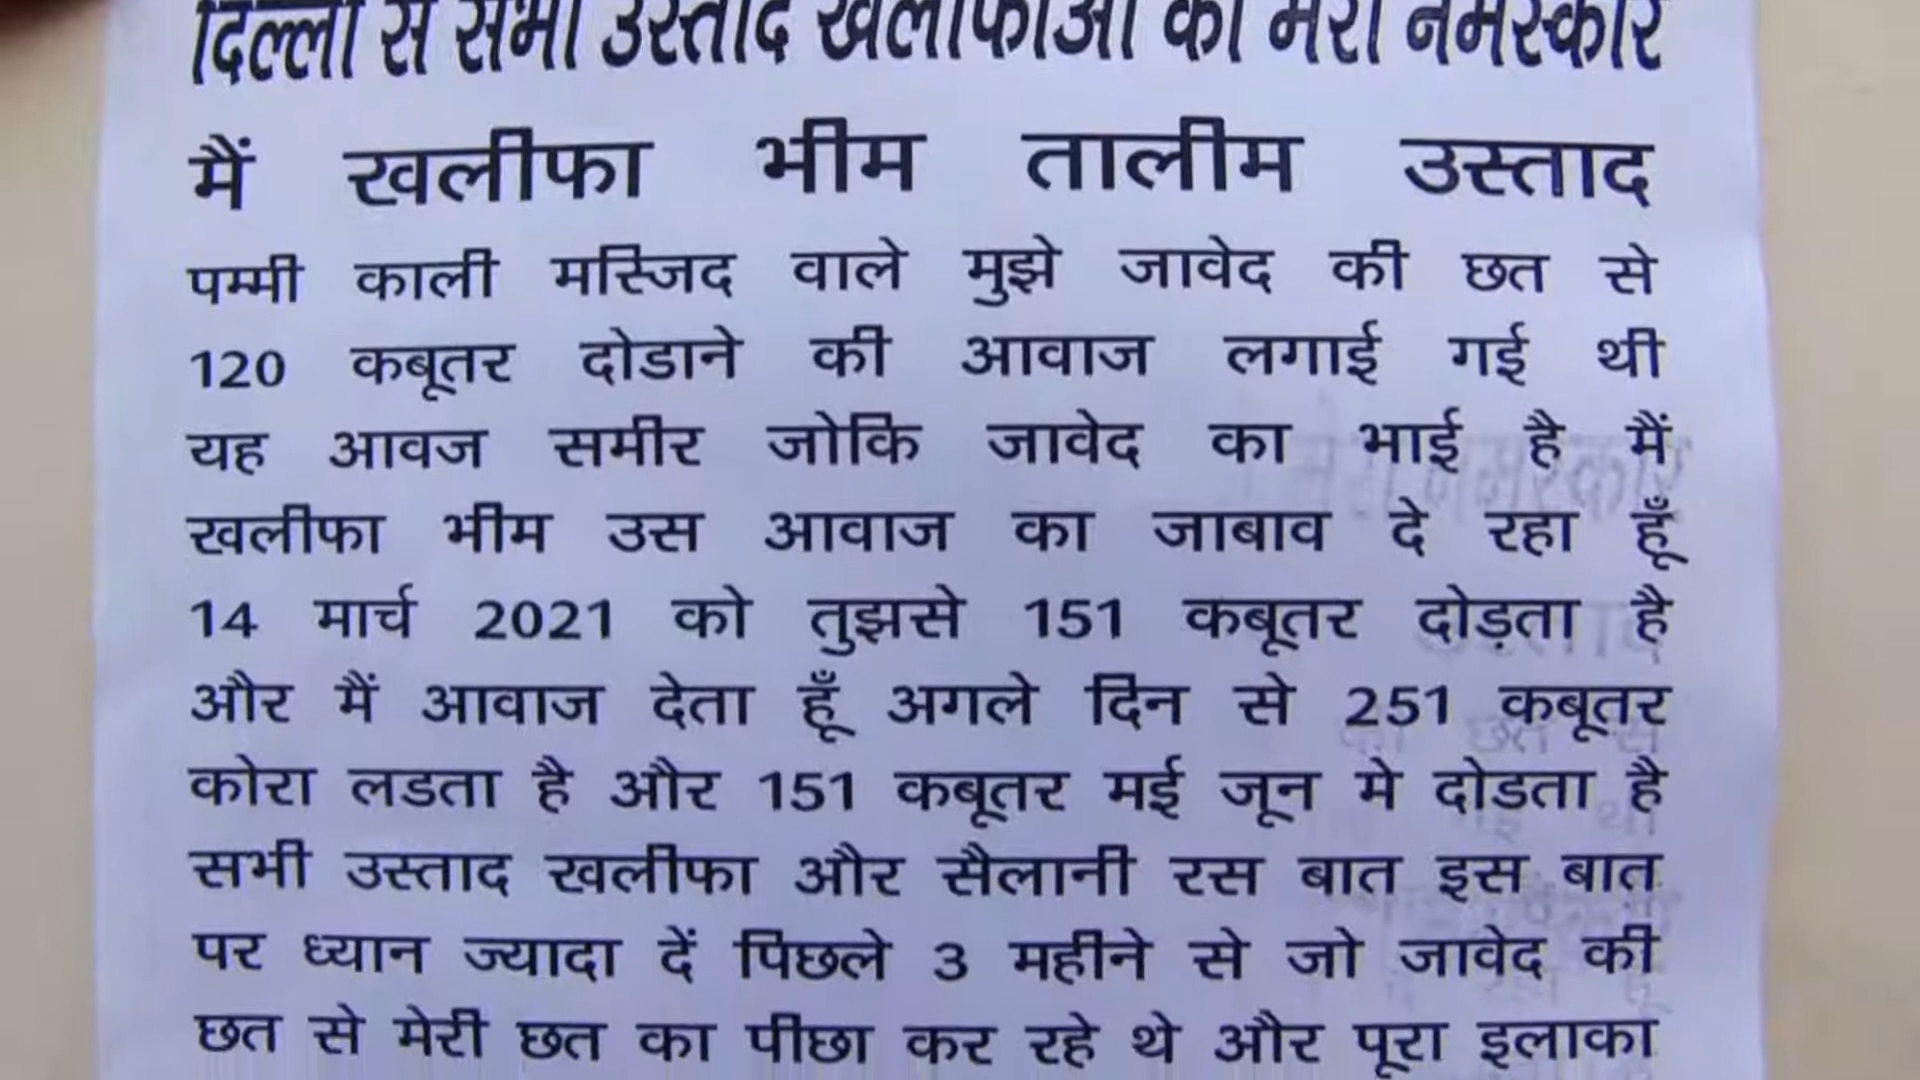 दिल्ली से सभी उस्ताद खलीफाओं को मेरा नमस्कार
मैं खलीफा भीम तालीम उस्ताद
पम्मी काली मस्जिद वाले मुझे जावेद की छत से
120 कबूतर दोडाने की आवाज लगाई गई थी
यह आवज समीर जोकि जावेद का भाई है मैं
खलीफा भीम उस आवाज का जाबाव दे रहा हूँ
14 मार्च 2021 को तुझसे 151 कबूतर दोड़ता है
और मैं आवाज देता हूँ अगले दिन से 251 कबूतर
कोरा लडता है और 151 कबूतर मई जून मे दोडता है
सभी उस्ताद खलीफा और सैलानी रस बात इस बात
पर ध्यान ज्यादा दें पिछले 3 महीने से जो जावेद की
छत से मेरी छत का पीछा कर रहे थे और पूरा इलाका